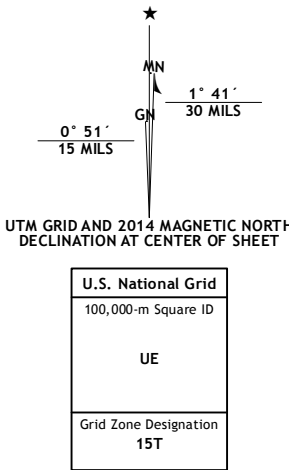 ★
MN
1° 41´
30 MILS
GN
0° 51´
15 MILS
UTM GRID AND 2014 MAGNETIC NORTH
DECLINATION AT CENTER OF SHEET
U.S. National Grid
100,000-m Square ID
UE
Grid Zone Designation
15T